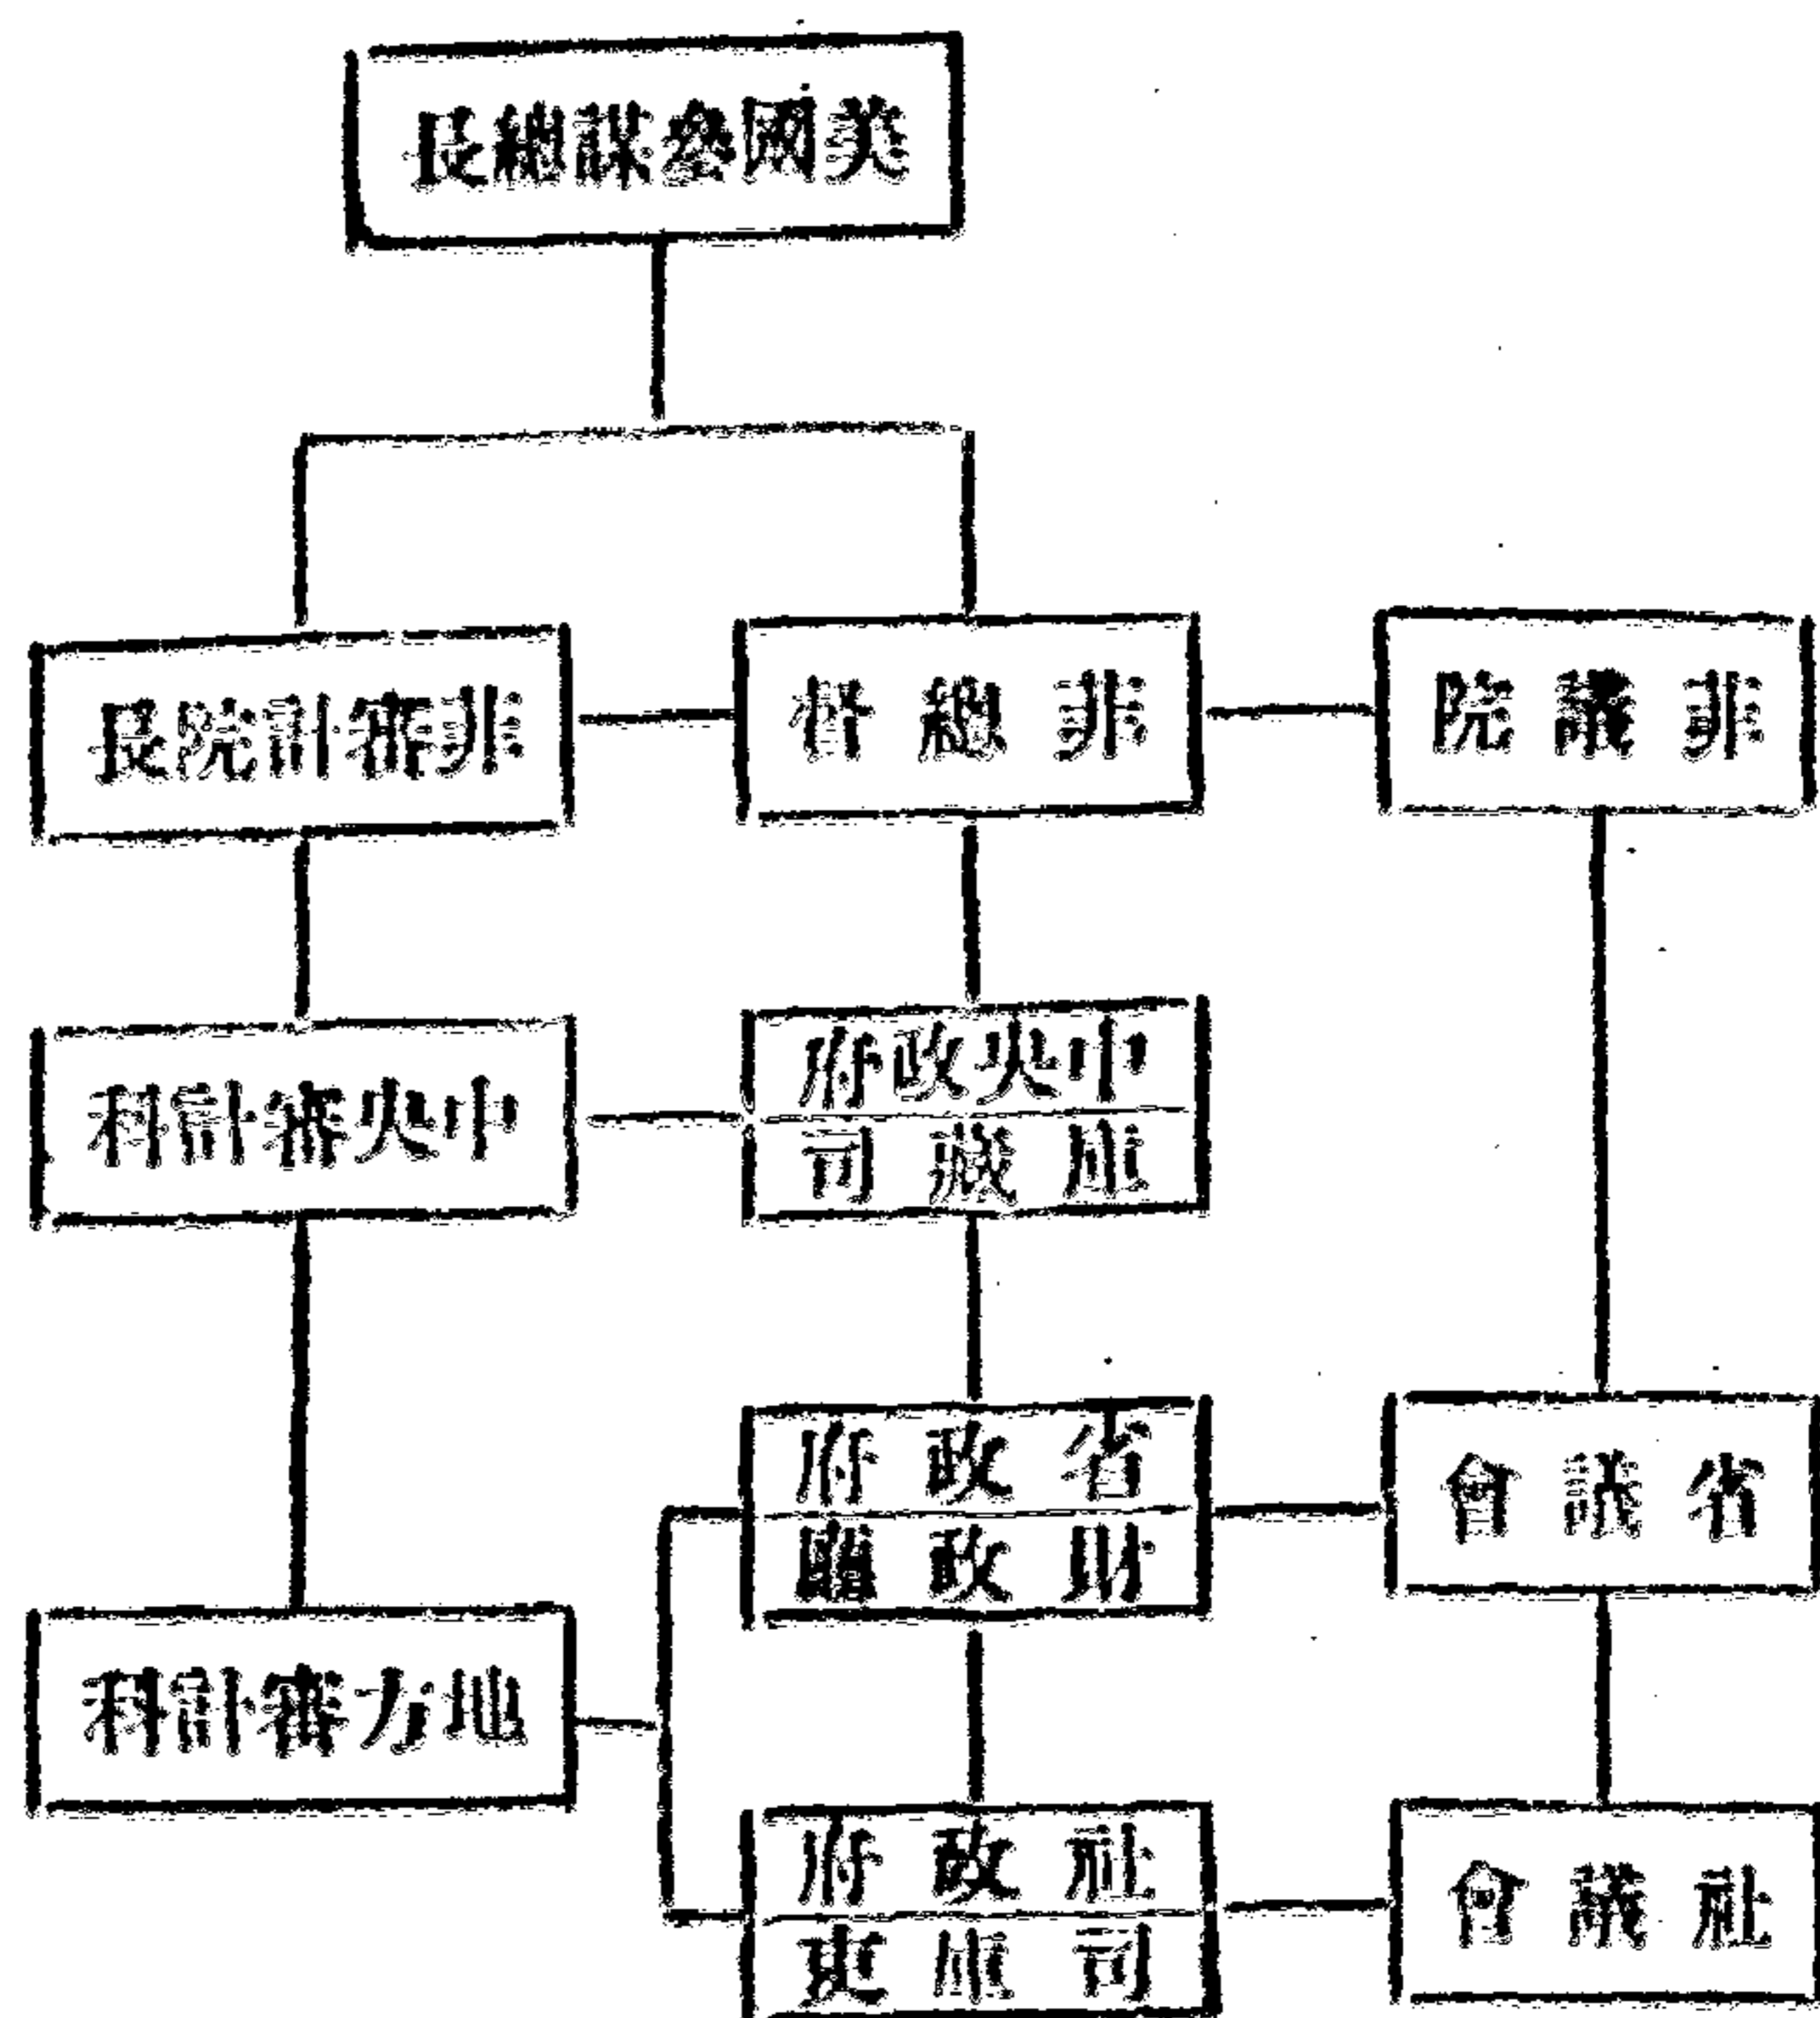 美國叅謀總長
非議院
非總督
非審計院長
中央政府
庫藏司
中央審計科
省政府
財政廳
省議會
地方審計科
社政府
司庫吏
社議會